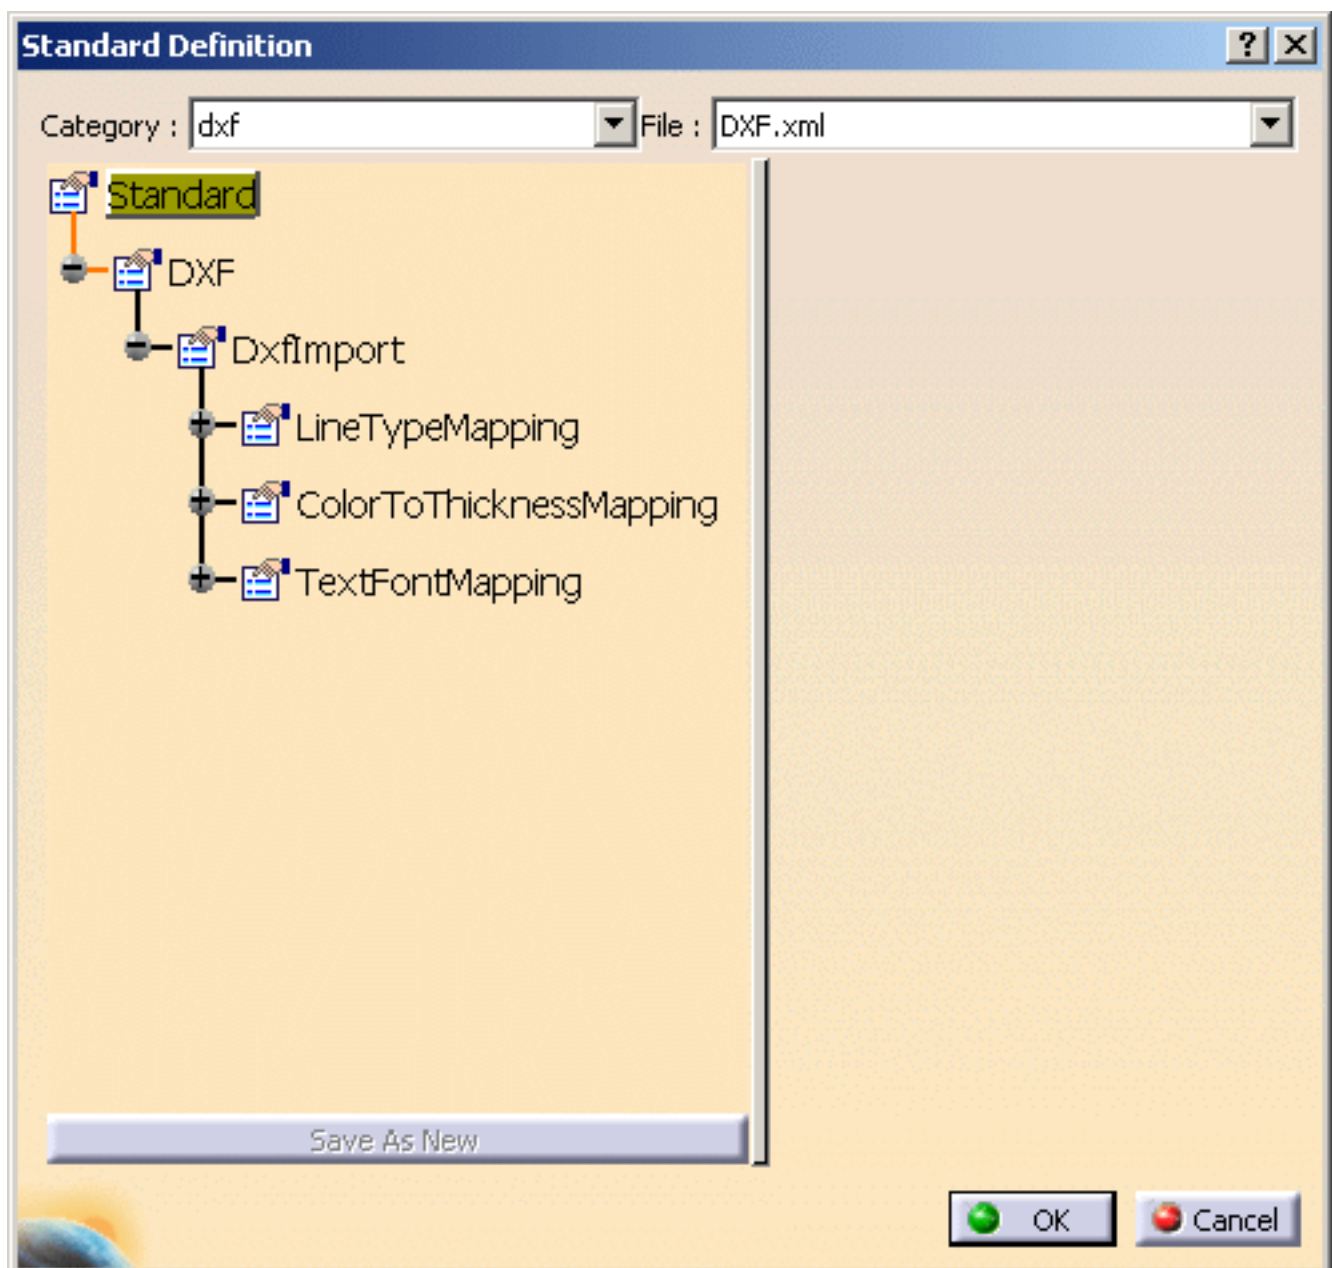 Standard Definition
Category : dxf File : DXF.xml
Standard
DXF
DxfImport
LineTypeMapping
ColorToThicknessMapping
TextFontMapping
Save As New
OK Cancel